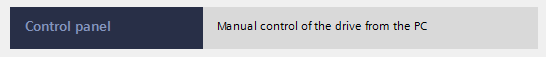 Control panel Manual control of the drive from the PC